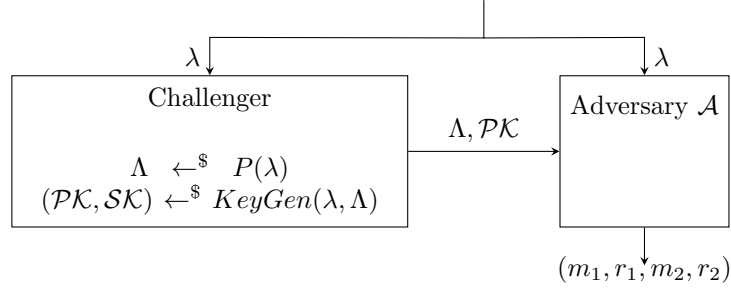 λ λ
Challenger
Adversary 𝒜
Λ, 𝒫𝒦
Λ ←$ P(λ)
(𝒫𝒦, 𝒮𝒦) ←$ KeyGen(λ, Λ)
(m₁, r₁, m₂, r₂)